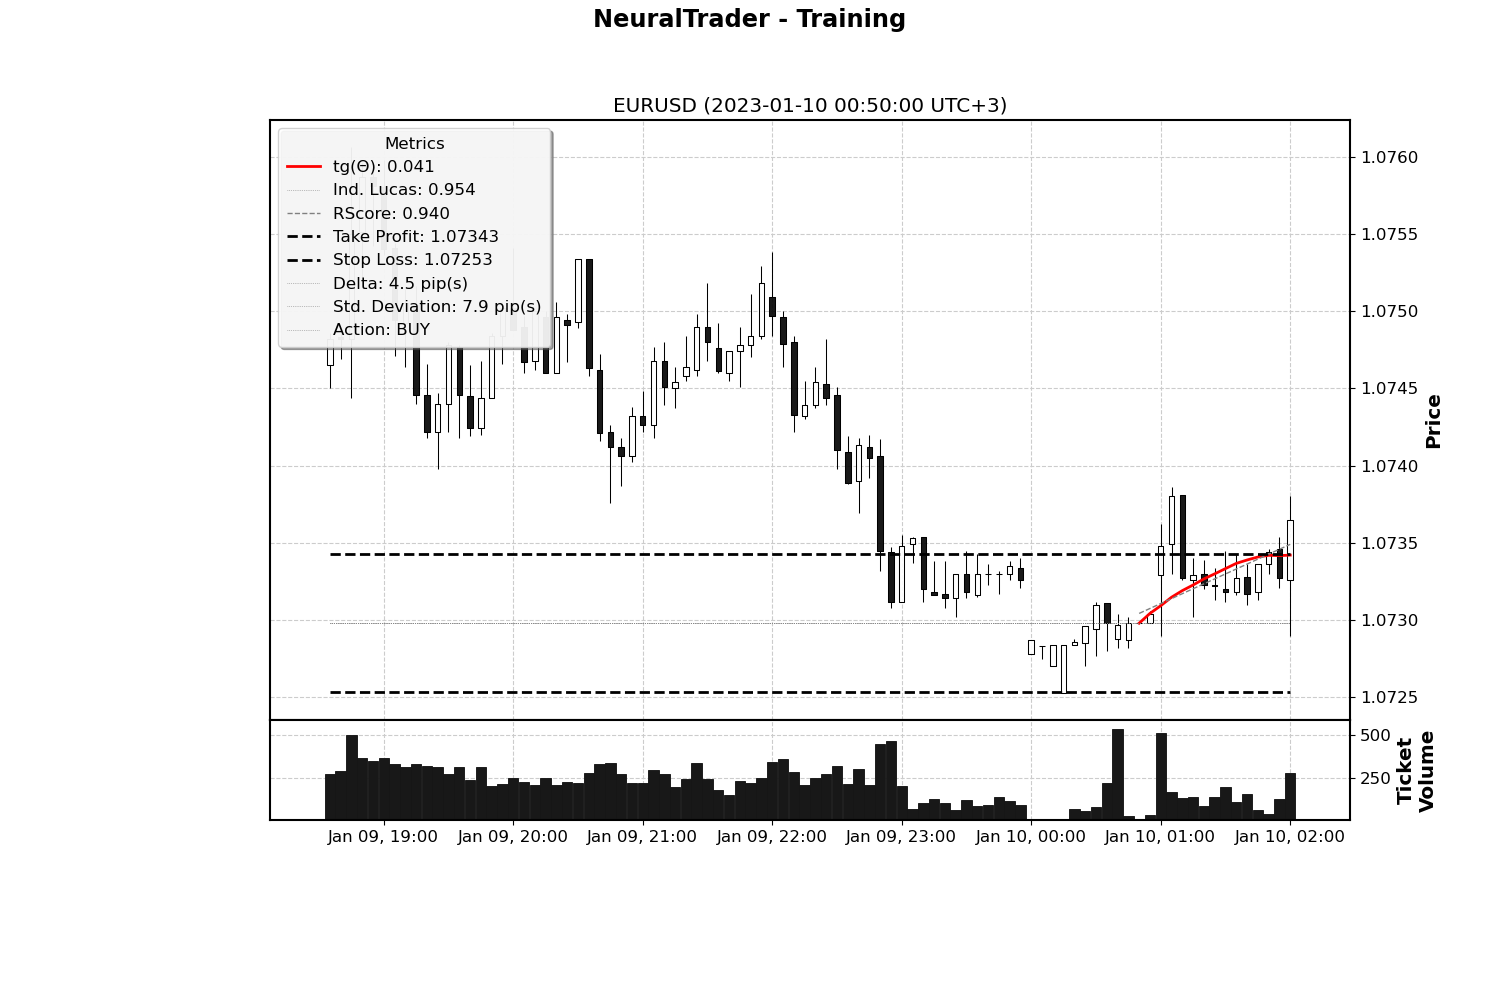 NeuralTrader - Training
EURUSD (2023-01-10 00:50:00 UTC+3)
Metrics
tg(Θ): 0.041
Ind. Lucas: 0.954
RScore: 0.940
Take Profit: 1.07343
Stop Loss: 1.07253
Delta: 4.5 pip(s)
Std. Deviation: 7.9 pip(s)
Action: BUY
1.0760
1.0755
1.0750
1.0745
1.0740
1.0735
1.0730
1.0725
Price
500
250
Ticket
Volume
Jan 09, 19:00
Jan 09, 20:00
Jan 09, 21:00
Jan 09, 22:00
Jan 09, 23:00
Jan 10, 00:00
Jan 10, 01:00
Jan 10, 02:00